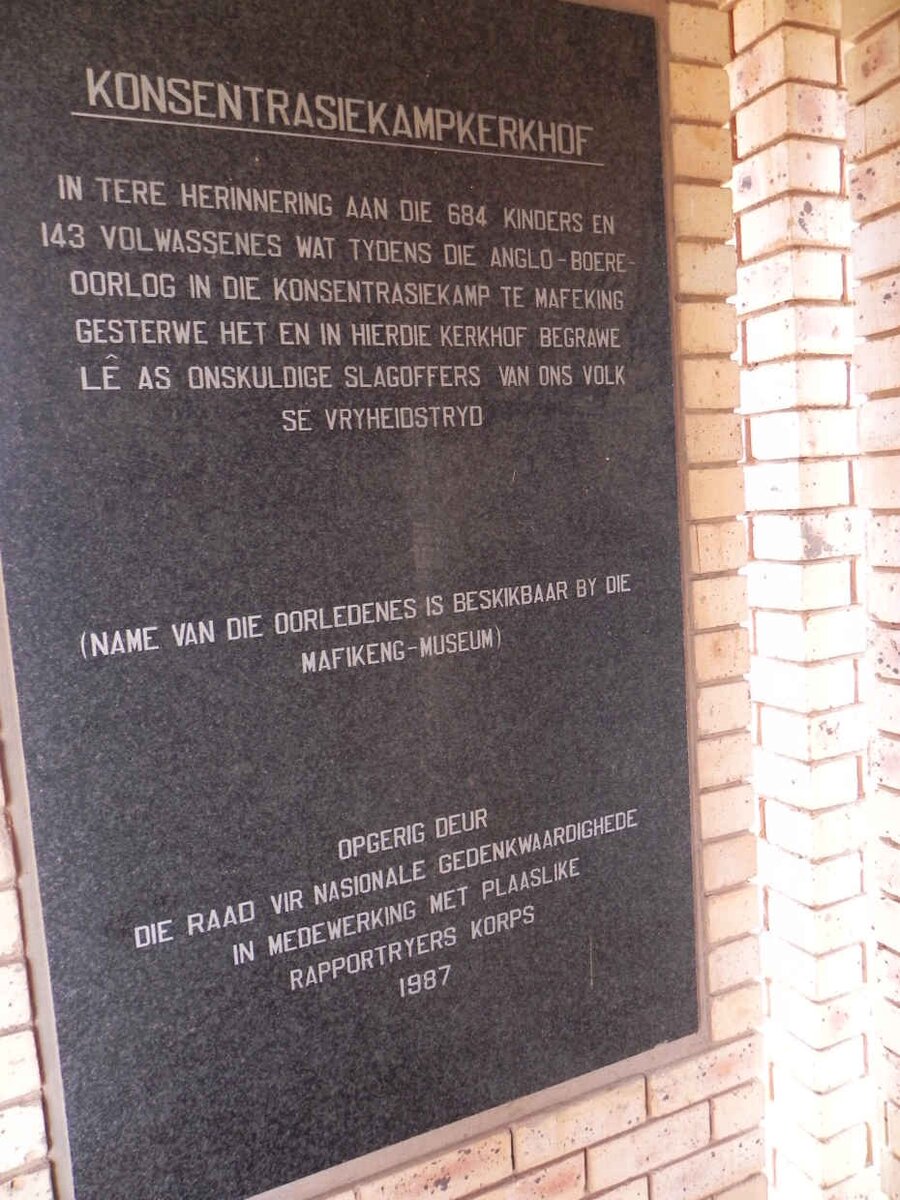 KONSENTRASIEKAMPKERKHOF
IN TERE HERINNERING AAN DIE 684 KINDERS EN
143 VOLWASSENES WAT TYDENS DIE ANGLO-BOERE-
OORLOG IN DIE KONSENTRASIEKAMP TE MAFEKING
GESTERWE HET EN IN HIERDIE KERKHOF BEGRAWE
LÊ AS ONSKULDIGE SLAGOFFERS VAN ONS VOLK
SE VRYHEIDSTRYD
(NAME VAN DIE OORLEDENES IS BESKIKBAAR BY DIE
MAFIKENG-MUSEUM)
OPGERIG DEUR
DIE RAAD VIR NASIONALE GEDENKWAARDIGHEDE
IN MEDEWERKING MET PLAASLIKE
RAPPORTRYERS KORPS
1987